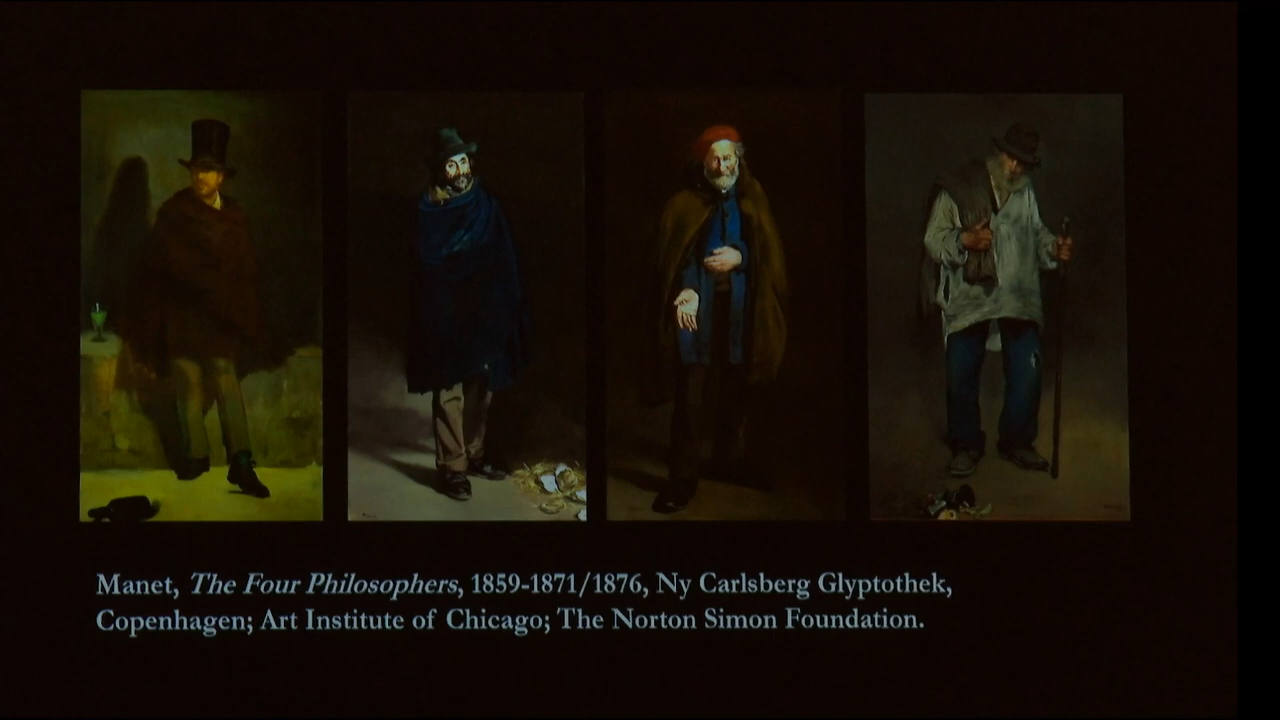 Manet, The Four Philosophers, 1859-1871/1876, Ny Carlsberg Glyptothek,
Copenhagen; Art Institute of Chicago; The Norton Simon Foundation.